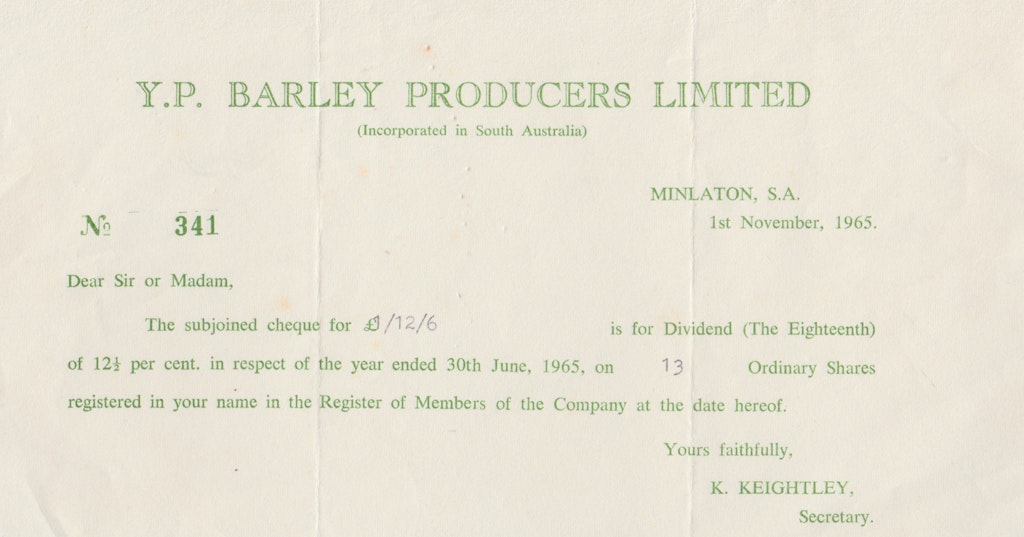 Y.P. BARLEY PRODUCERS LIMITED
(Incorporated in South Australia)
MINLATON, S.A.
1st November, 1965.
No 341
Dear Sir or Madam,
The subjoined cheque for £1/12/6 is for Dividend (The Eighteenth)
of 12½ per cent. in respect of the year ended 30th June, 1965, on 13 Ordinary Shares
registered in your name in the Register of Members of the Company at the date hereof.
Yours faithfully,
K. KEIGHTLEY,
Secretary.